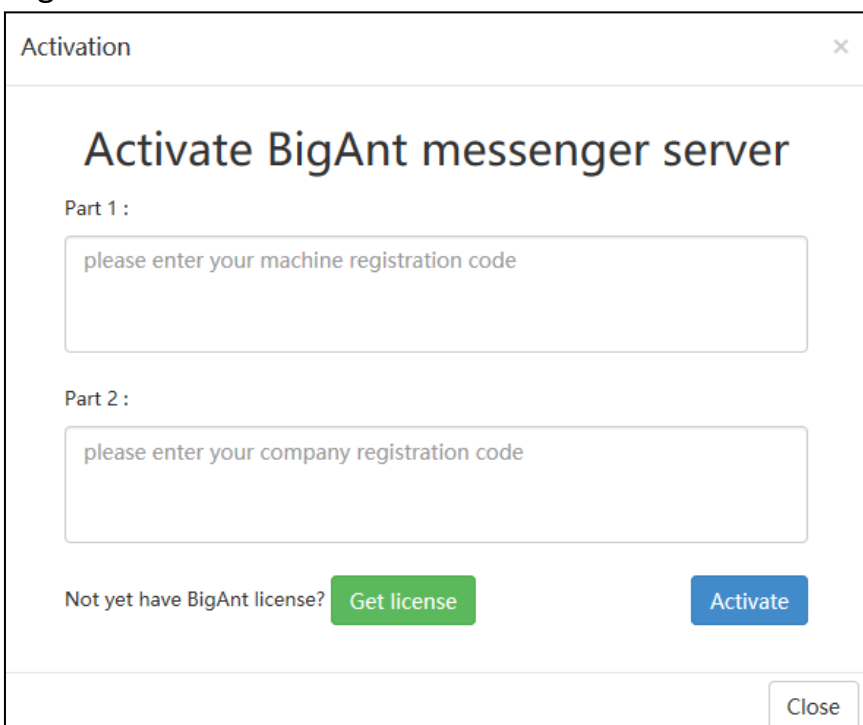 Activation
×
Activate BigAnt messenger server
Part 1 :
please enter your machine registration code
Part 2 :
please enter your company registration code
Not yet have BigAnt license? Get license Activate
Close